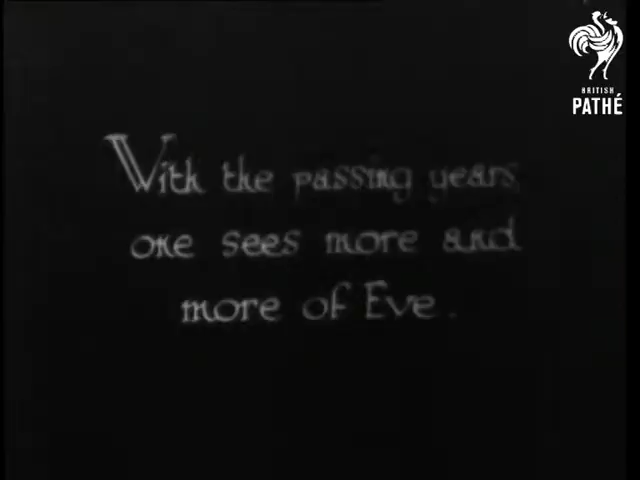 BRITISH
PATHÉ
With the passing years
one sees more and
more of Eve.